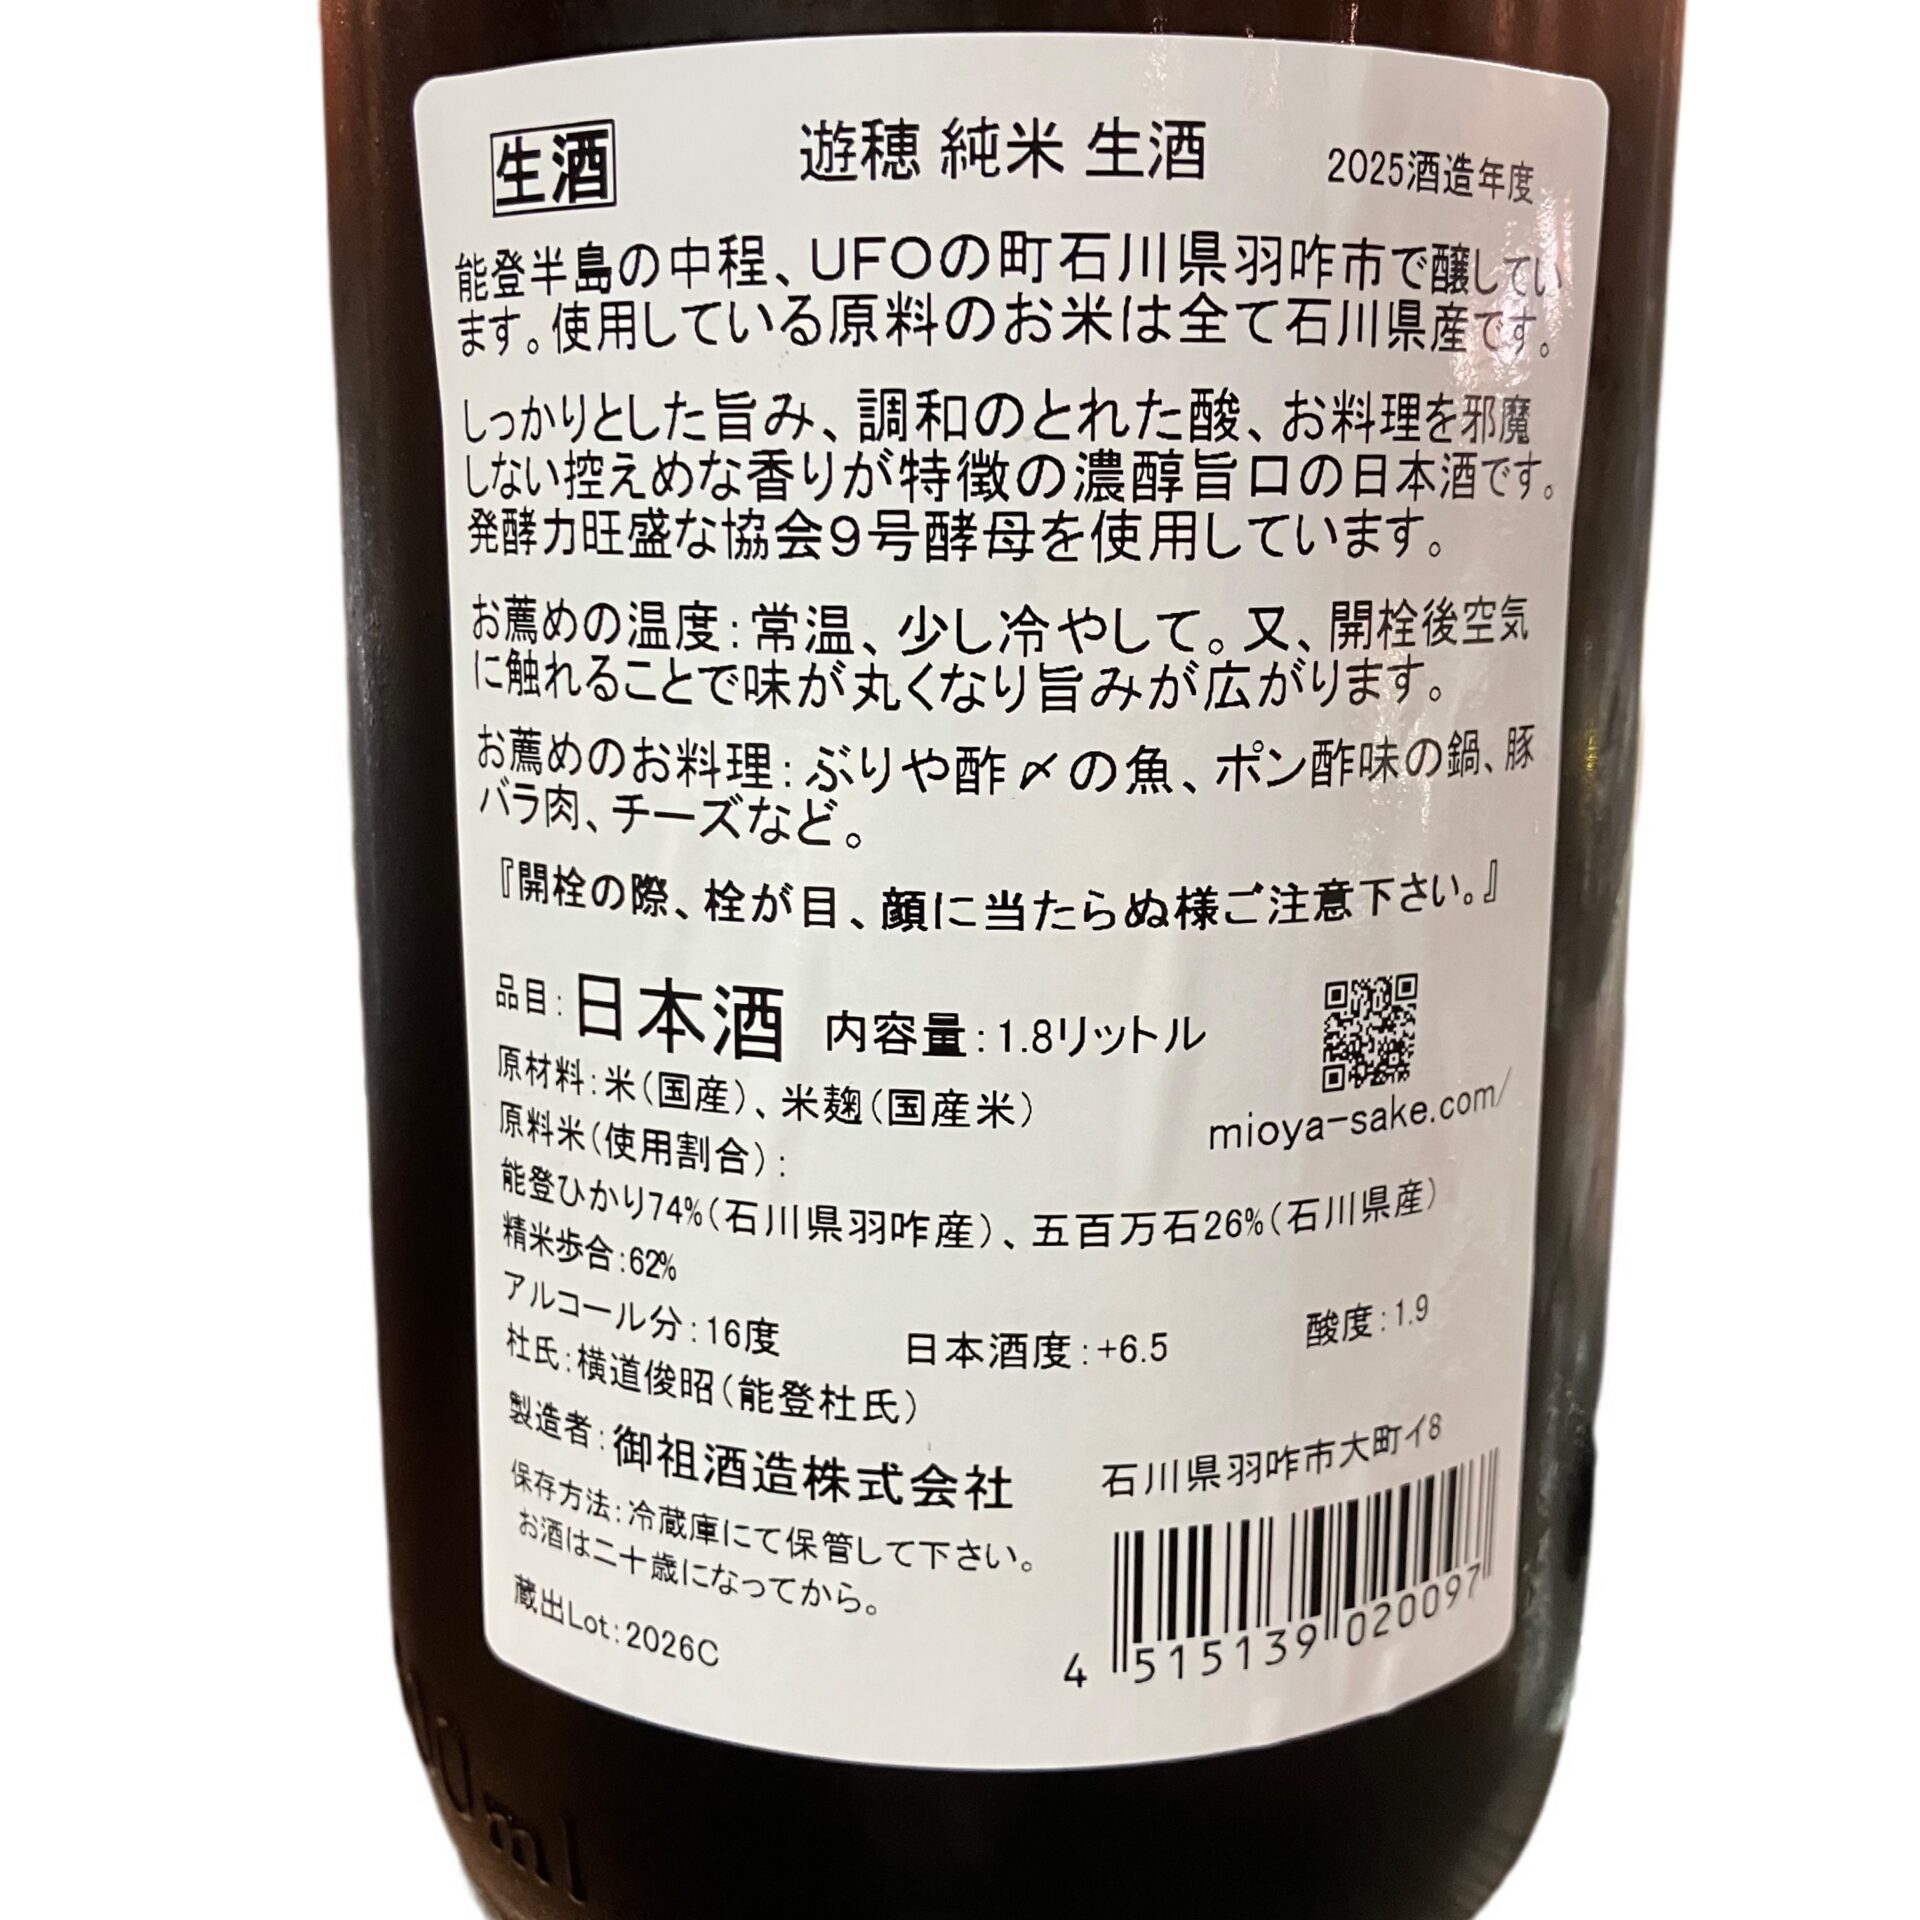 生酒 遊穂 純米 生酒 2025酒造年度
能登半島の中程、UFOの町石川県羽咋市で醸してい
ます。使用している原料のお米は全て石川県産です。
しっかりとした旨み、調和のとれた酸、お料理を邪魔
しない控えめな香りが特徴の濃醇旨口の日本酒です。
発酵力旺盛な協会9号酵母を使用しています。
お薦めの温度:常温、少し冷やして。又、開栓後空気
に触れることで味が丸くなり旨みが広がります。
お薦めのお料理:ぶりや酢〆の魚、ポン酢味の鍋、豚
バラ肉、チーズなど。
『開栓の際、栓が目、顔に当たらぬ様ご注意下さい。』
品目:日本酒 内容量:1.8リットル
原材料:米(国産)、米麹(国産米)
mioya-sake.com/
原料米(使用割合):
能登ひかり74%(石川県羽咋産)、五百万石26%(石川県産)
精米歩合:62%
アルコール分:16度 日本酒度:+6.5 酸度:1.9
杜氏:横道俊昭(能登杜氏)
製造者:御祖酒造株式会社 石川県羽咋市大町イ8
保存方法:冷蔵庫にて保管して下さい。
お酒は二十歳になってから。
蔵出Lot:2026C
4 515139 020097
0ml